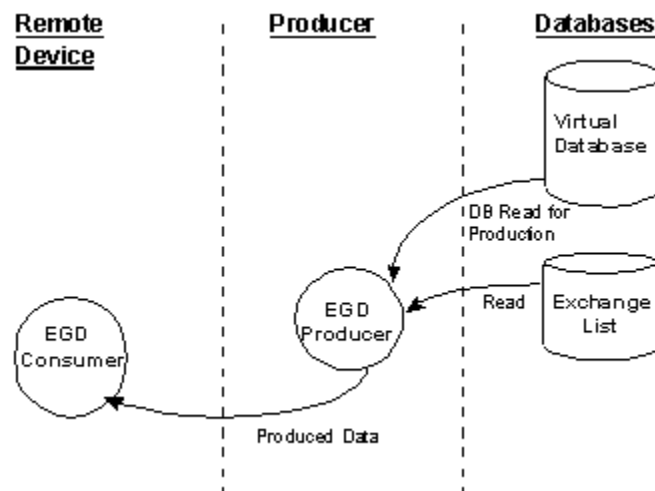 Remote
Device
Producer
Databases
Virtual
Database
DB Read for
Production
EGD
Producer
Read
Exchange
List
EGD
Consumer
Produced Data